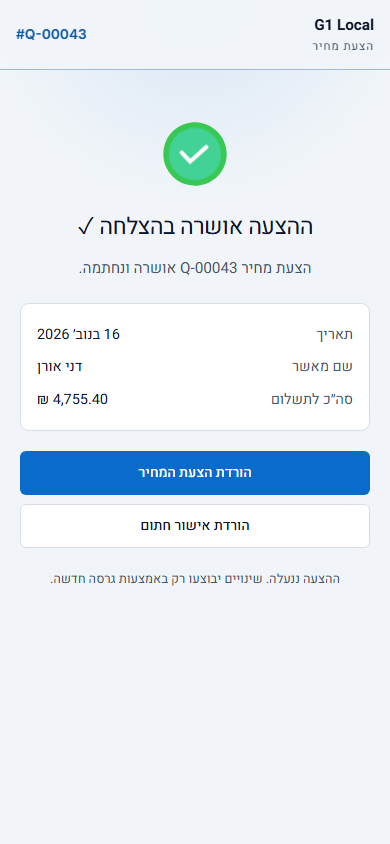 G1 Local
הצעת מחיר
#Q-00043
ההצעה אושרה בהצלחה ✓
הצעת מחיר Q-00043 אושרה ונחתמה.
תאריך
16 בנוב׳ 2026
שם מאשר
דני אורן
סה״כ לתשלום
4,755.40 ₪
הורדת הצעת המחיר
הורדת אישור חתום
ההצעה ננעלה. שינויים יבוצעו רק באמצעות גרסה חדשה.